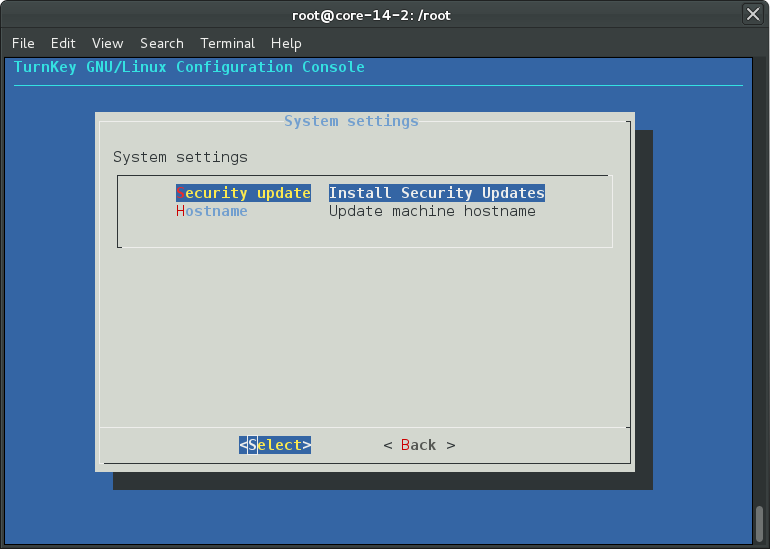 root@core-14-2: /root
File Edit View Search Terminal Help
TurnKey GNU/Linux Configuration Console
System settings
System settings
Security update Install Security Updates
Hostname Update machine hostname
<Select> < Back >